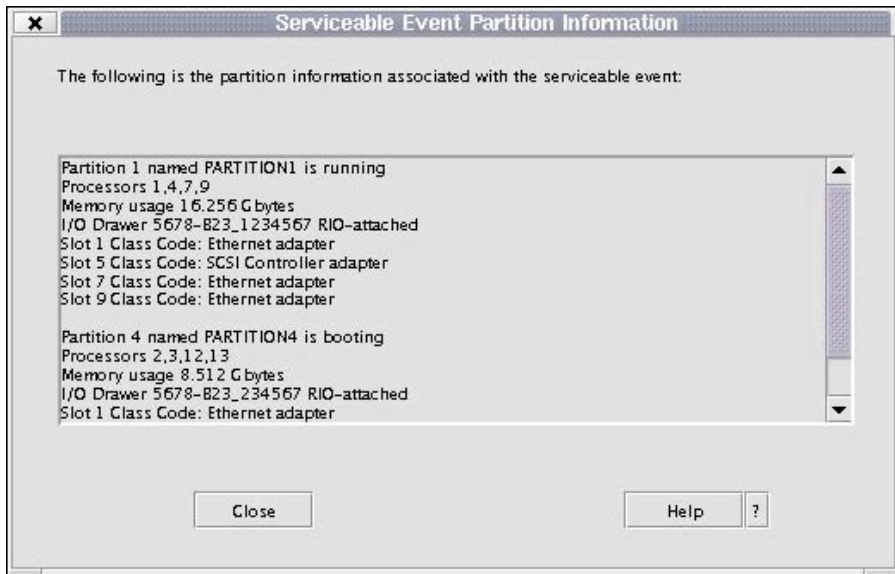 Serviceable Event Partition Information
The following is the partition information associated with the serviceable event:
Partition 1 named PARTITION1 is running
Processors 1,4,7,9
Memory usage 16.256 Gbytes
I/O Drawer 5678-B23_1234567 RIO-attached
Slot 1 Class Code: Ethernet adapter
Slot 5 Class Code: SCSI Controller adapter
Slot 7 Class Code: Ethernet adapter
Slot 9 Class Code: Ethernet adapter
Partition 4 named PARTITION4 is booting
Processors 2,3,12,13
Memory usage 8.512 Gbytes
I/O Drawer 5678-B23_234567 RIO-attached
Slot 1 Class Code: Ethernet adapter
Close
Help ?